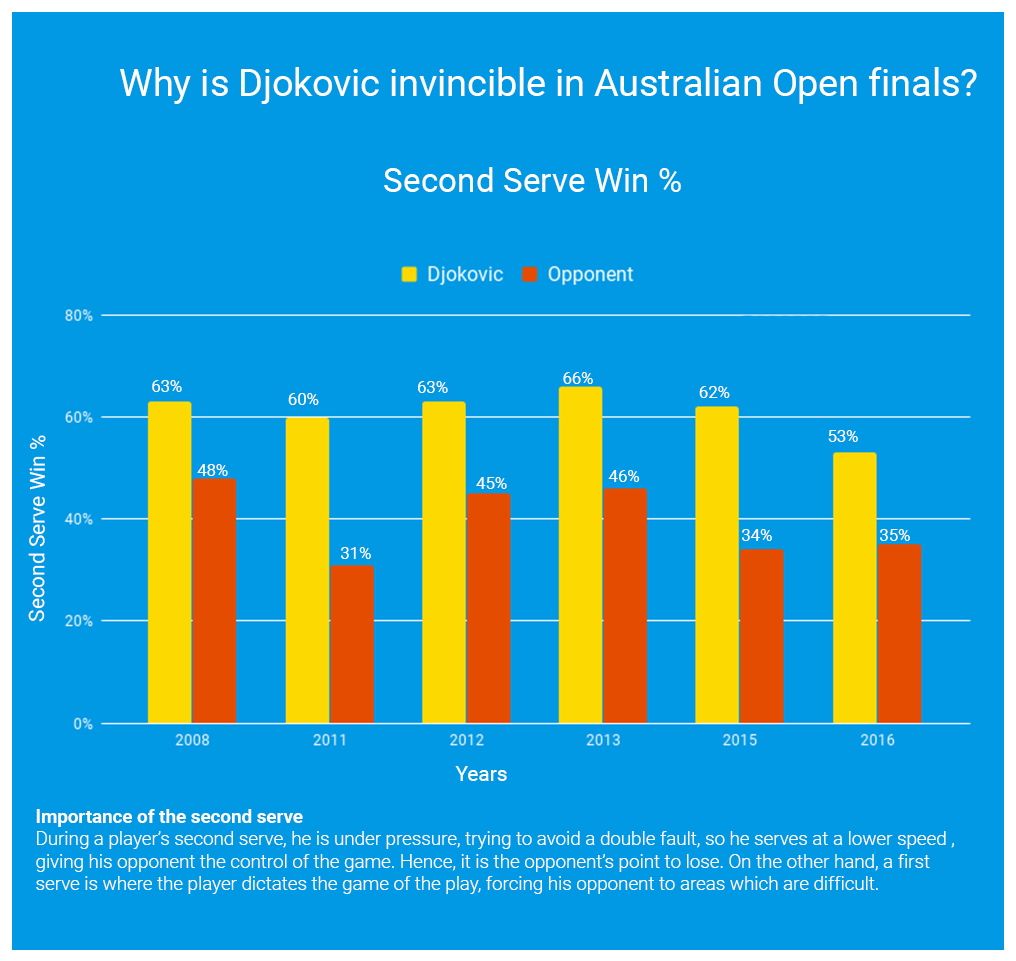 Why is Djokovic invincible in Australian Open finals?
Second Serve Win %
Djokovic Opponent
80%
60%
40%
20%
0%
Second Serve Win %
63%
48%
60%
31%
63%
45%
66%
46%
62%
34%
53%
35%
2008 2011 2012 2013 2015 2016
Years
Importance of the second serve
During a player's second serve, he is under pressure, trying to avoid a double fault, so he serves at a lower speed ,
giving his opponent the control of the game. Hence, it is the opponent's point to lose. On the other hand, a first
serve is where the player dictates the game of the play, forcing his opponent to areas which are difficult.